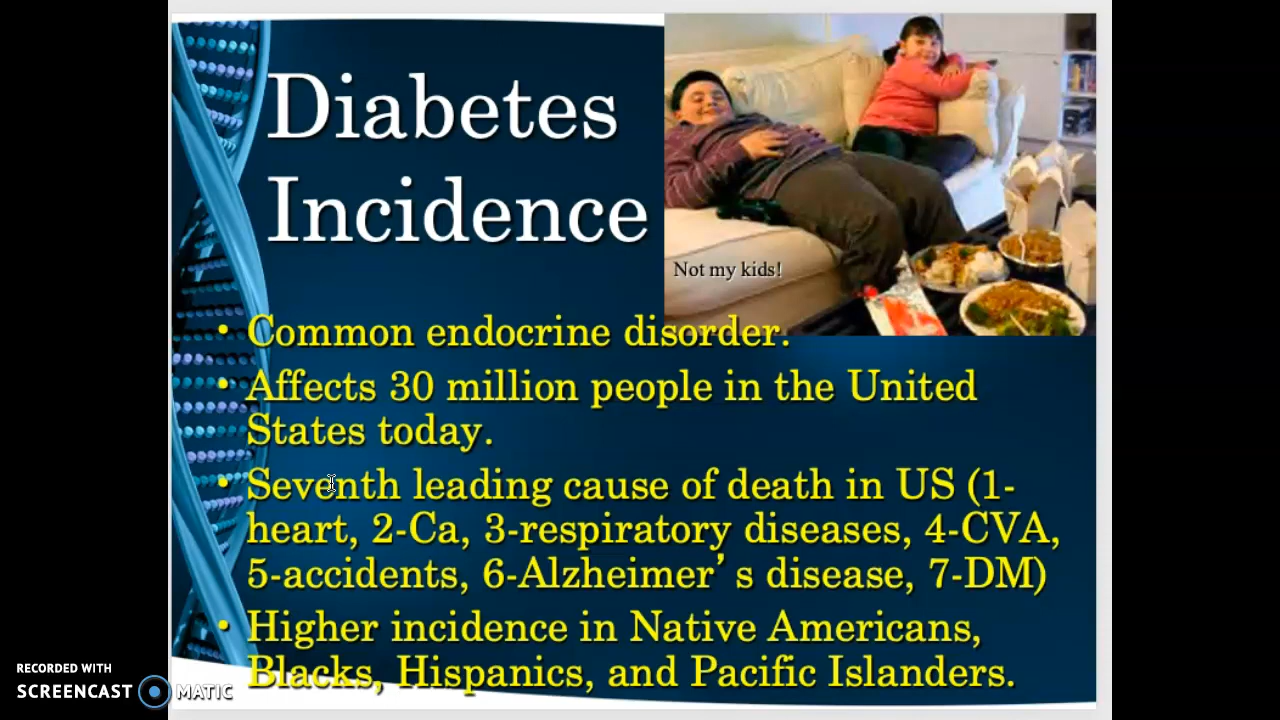 Diabetes
Incidence
Not my kids!
• Common endocrine disorder.
• Affects 30 million people in the United
States today.
• Seventh leading cause of death in US (1-
heart, 2-Ca, 3-respiratory diseases, 4-CVA,
5-accidents, 6-Alzheimer’s disease, 7-DM)
• Higher incidence in Native Americans,
Blacks, Hispanics, and Pacific Islanders.
RECORDED WITH
SCREENCAST MATIC